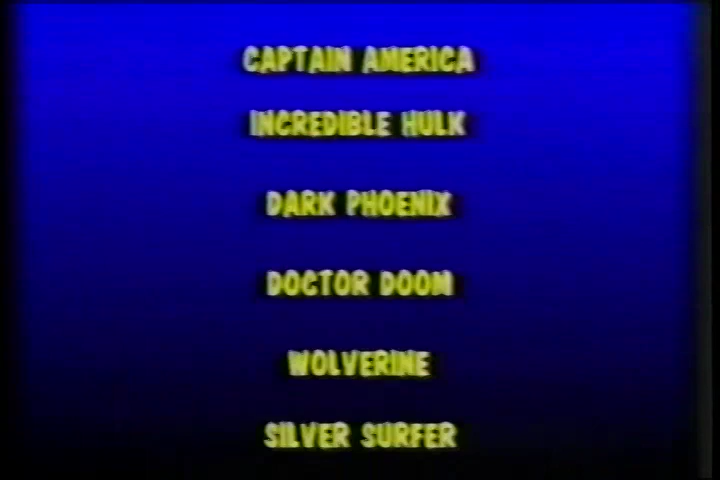 CAPTAIN AMERICA
INCREDIBLE HULK
DARK PHOENIX
DOCTOR DOOM
WOLVERINE
SILVER SURFER